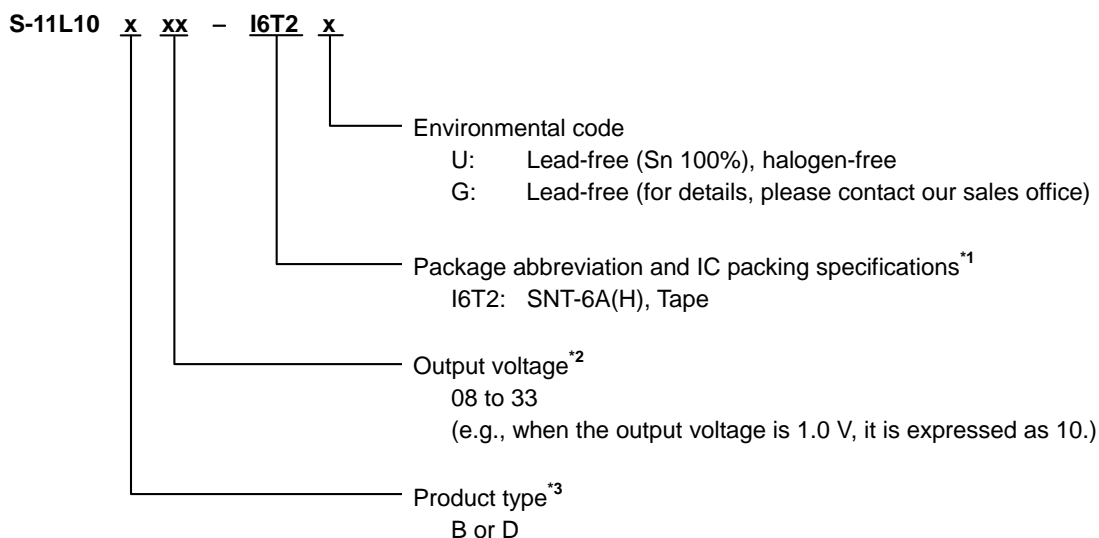 S-11L10 x xx – I6T2 x
Environmental code
U: Lead-free (Sn 100%), halogen-free
G: Lead-free (for details, please contact our sales office)
Package abbreviation and IC packing specifications*1
I6T2: SNT-6A(H), Tape
Output voltage*2
08 to 33
(e.g., when the output voltage is 1.0 V, it is expressed as 10.)
Product type*3
B or D